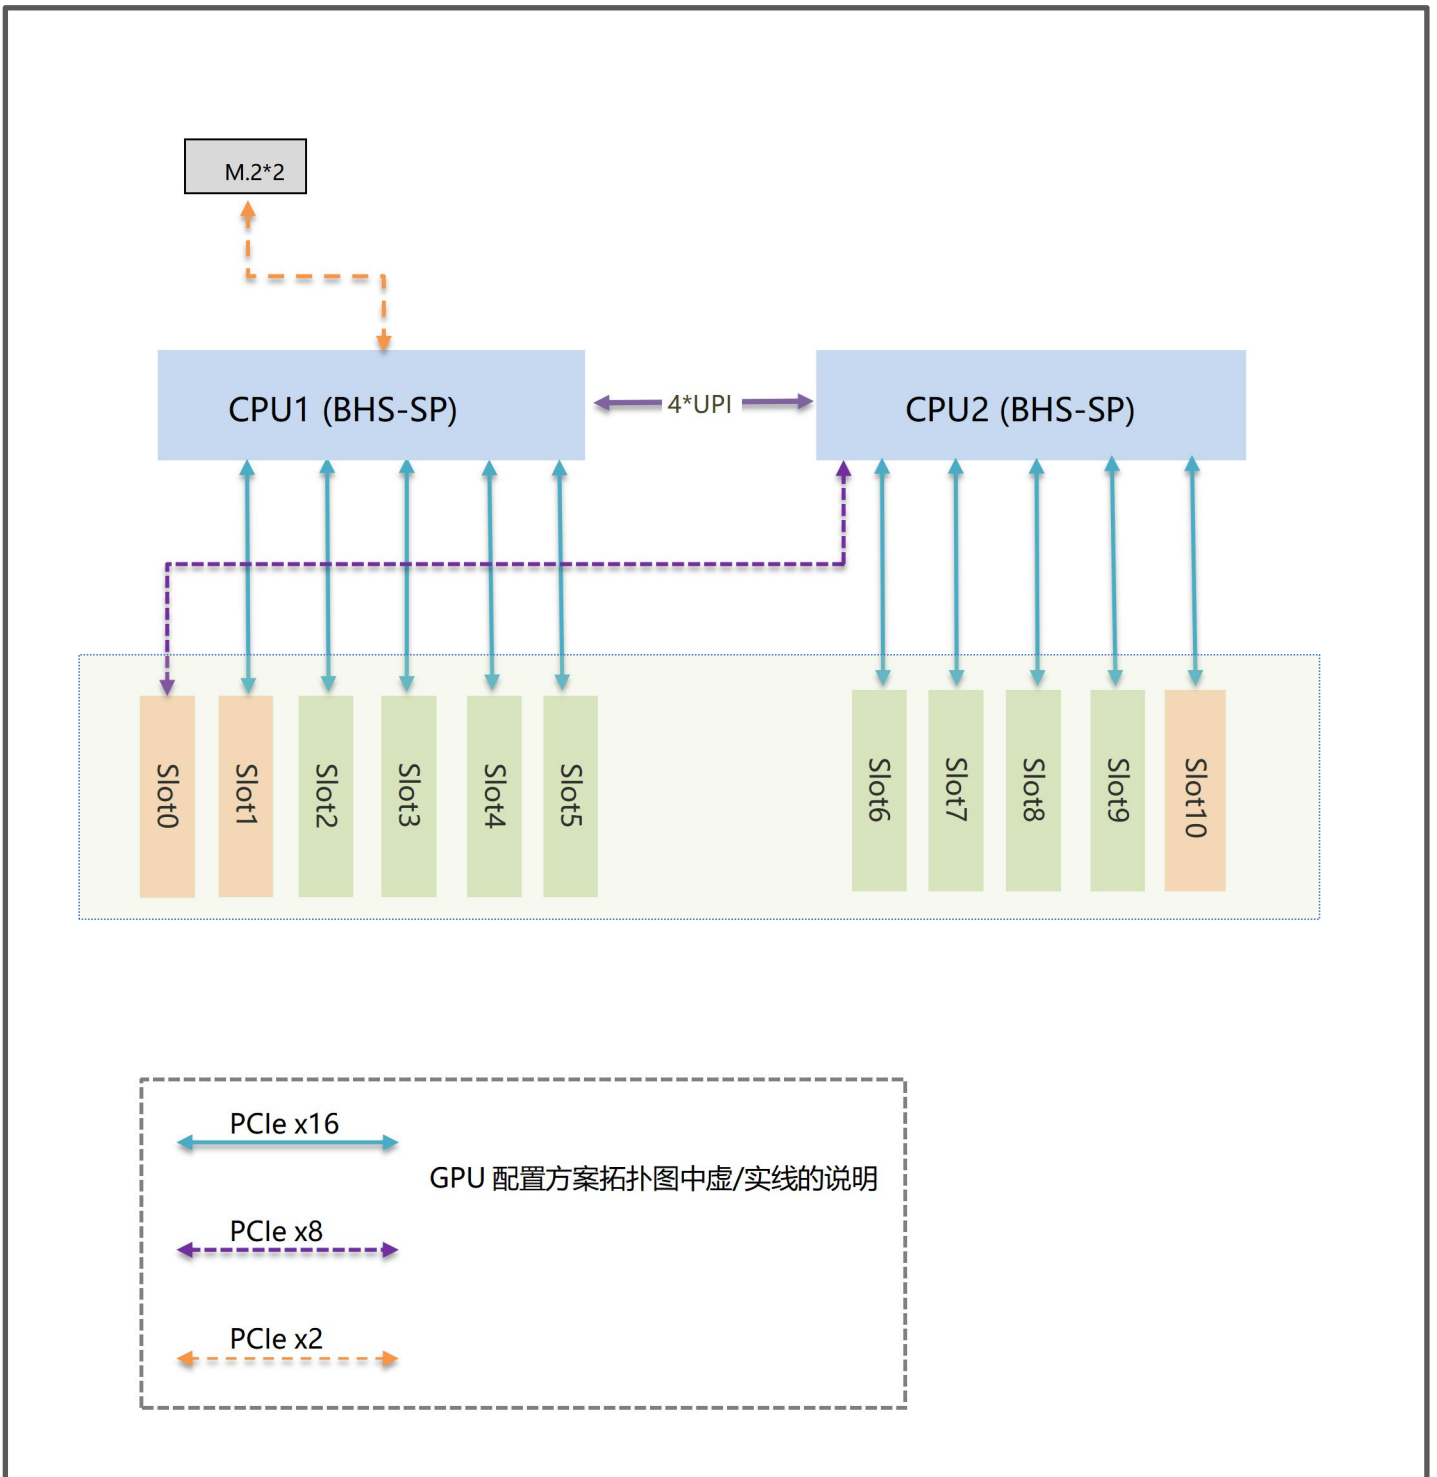 M.2*2
CPU1 (BHS-SP)
4*UPI
CPU2 (BHS-SP)
Slot0
Slot1
Slot2
Slot3
Slot4
Slot5
Slot6
Slot7
Slot8
Slot9
Slot10
PCIe x16
GPU 配置方案拓扑图中虚/实线的说明
PCIe x8
PCIe x2